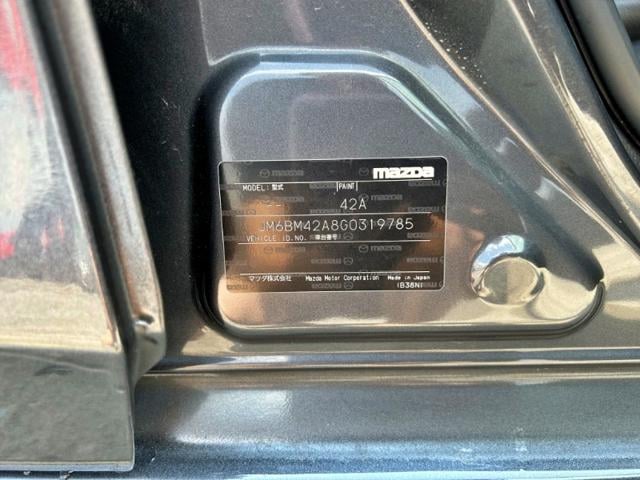 mazda
MODEL: 型式 PAINT
42A
JM6BM42A8G0319785
VEHICLE ID.NO. 車台番号
マツダ株式会社 Mazda Motor Corporation Made in Japan
(B38N)